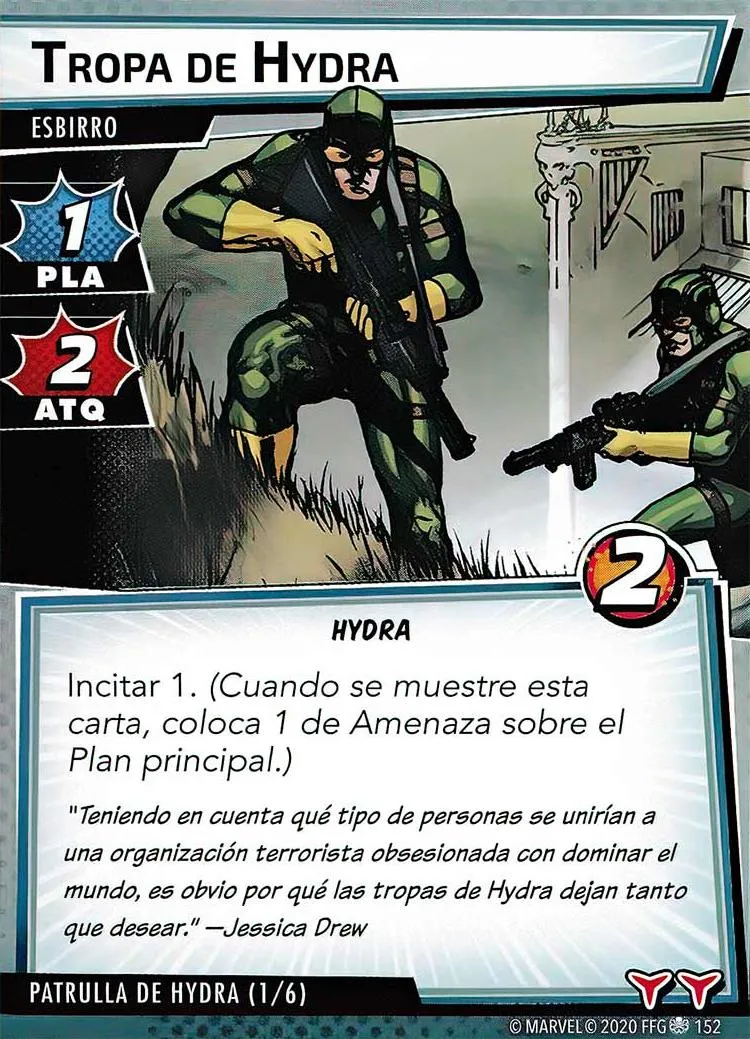 TROPA DE HYDRA
ESBIRRO
1
PLA
2
ATQ
2
HYDRA
Incitar 1. (Cuando se muestre esta
carta, coloca 1 de Amenaza sobre el
Plan principal.)
"Teniendo en cuenta qué tipo de personas se unirían a
una organización terrorista obsesionada con dominar el
mundo, es obvio por qué las tropas de Hydra dejan tanto
que desear." —Jessica Drew
PATRULLA DE HYDRA (1/6)
© MARVEL © 2020 FFG 152